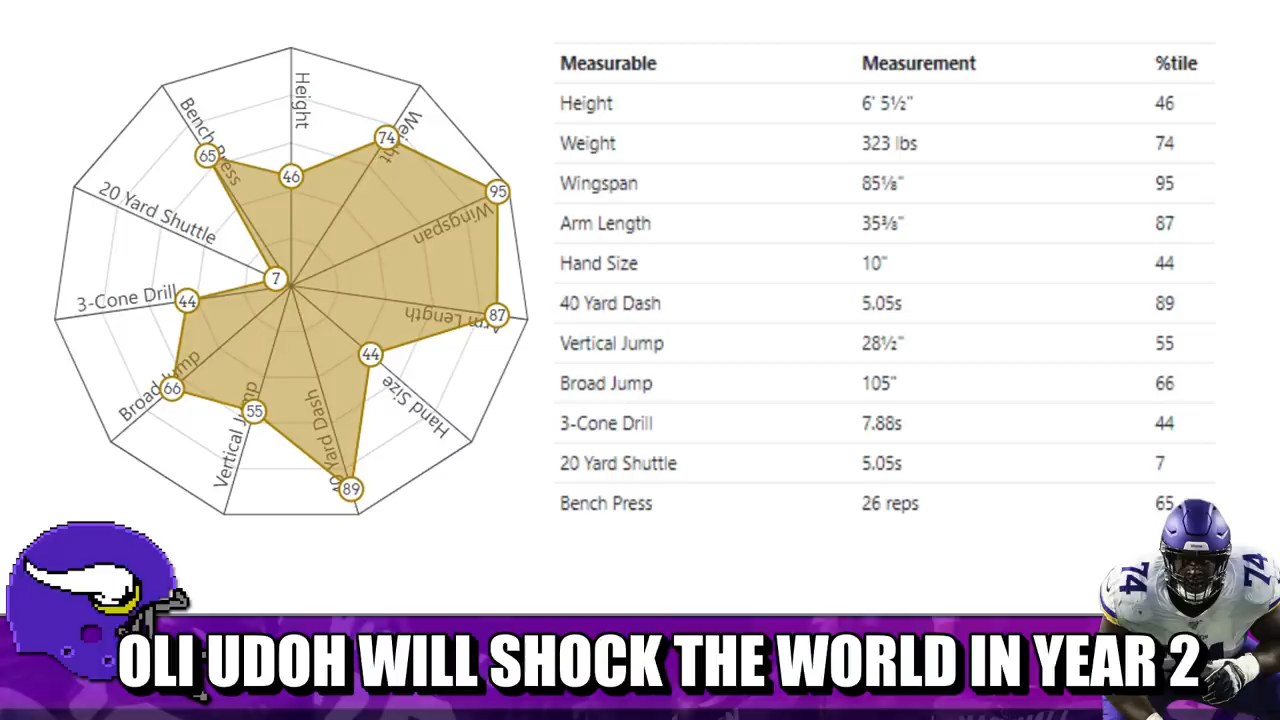 Height
Weight
Wingspan
Arm Length
Hand Size
40 Yard Dash
Vertical Jump
Broad Jump
3-Cone Drill
20 Yard Shuttle
Bench Press
46
74
95
87
44
89
55
66
44
7
65
Measurable Measurement %tile
Height 6' 5½" 46
Weight 323 lbs 74
Wingspan 85⅛" 95
Arm Length 35⅜" 87
Hand Size 10" 44
40 Yard Dash 5.05s 89
Vertical Jump 28½" 55
Broad Jump 105" 66
3-Cone Drill 7.88s 44
20 Yard Shuttle 5.05s 7
Bench Press 26 reps 65
74
74
OLI UDOH WILL SHOCK THE WORLD IN YEAR 2